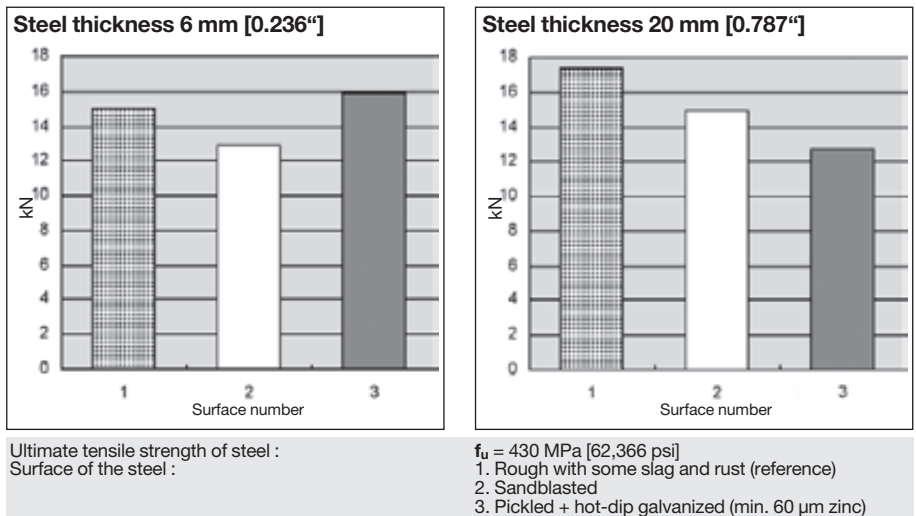 Steel thickness 6 mm [0.236“]
18
16
14
12
10
8
6
4
2
0
kN
1 2 3
Surface number
Steel thickness 20 mm [0.787“]
18
16
14
12
10
8
6
4
2
0
kN
1 2 3
Surface number
Ultimate tensile strength of steel :
Surface of the steel :
fu = 430 MPa [62,366 psi]
1. Rough with some slag and rust (reference)
2. Sandblasted
3. Pickled + hot-dip galvanized (min. 60 µm zinc)